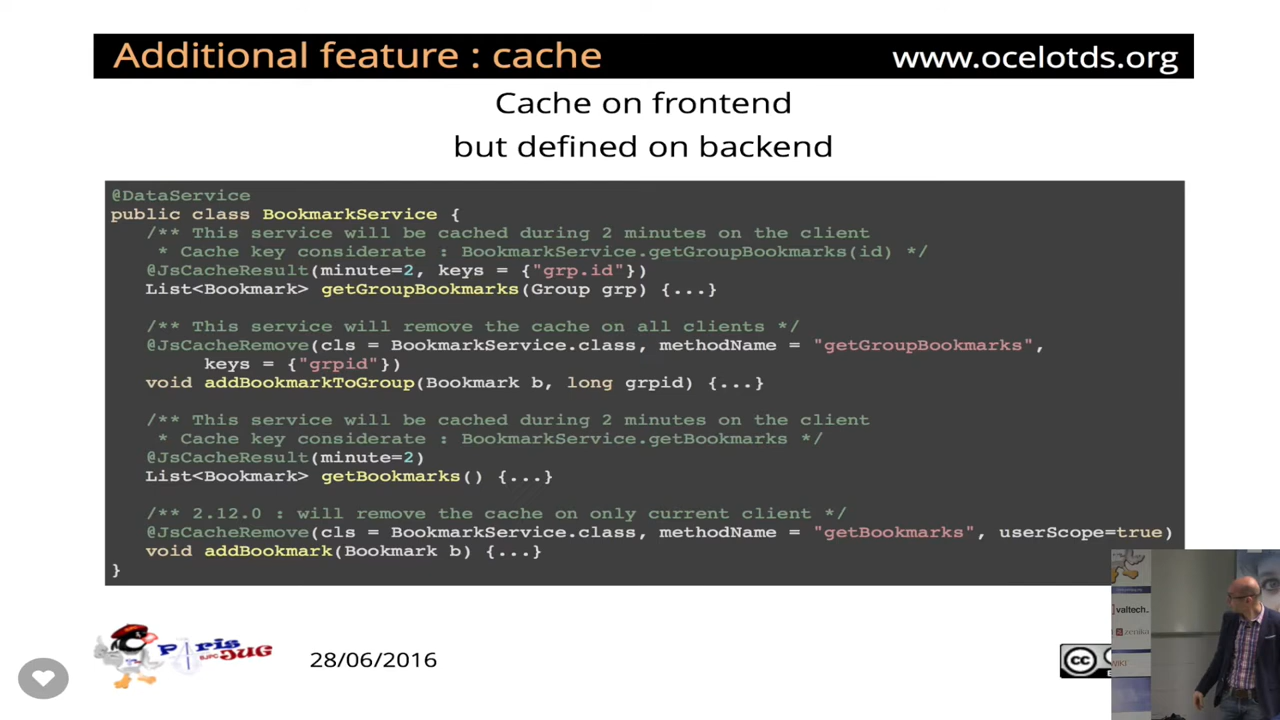 Additional feature : cache
www.ocelotds.org
Cache on frontend
but defined on backend
@DataService
public class BookmarkService {
/** This service will be cached during 2 minutes on the client
* Cache key considerate : BookmarkService.getGroupBookmarks(id) */
@JsCacheResult(minute=2, keys = {"grp.id"})
List<Bookmark> getGroupBookmarks(Group grp) {...}
/** This service will remove the cache on all clients */
@JsCacheRemove(cls = BookmarkService.class, methodName = "getGroupBookmarks",
keys = {"grpid"})
void addBookmarkToGroup(Bookmark b, long grpid) {...}
/** This service will be cached during 2 minutes on the client
* Cache key considerate : BookmarkService.getBookmarks */
@JsCacheResult(minute=2)
List<Bookmark> getBookmarks() {...}
/** 2.12.0 : will remove the cache on only current client */
@JsCacheRemove(cls = BookmarkService.class, methodName = "getBookmarks", userScope=true)
void addBookmark(Bookmark b) {...}
}
Paris
JUG
28/06/2016
cc
valtech.
zenika